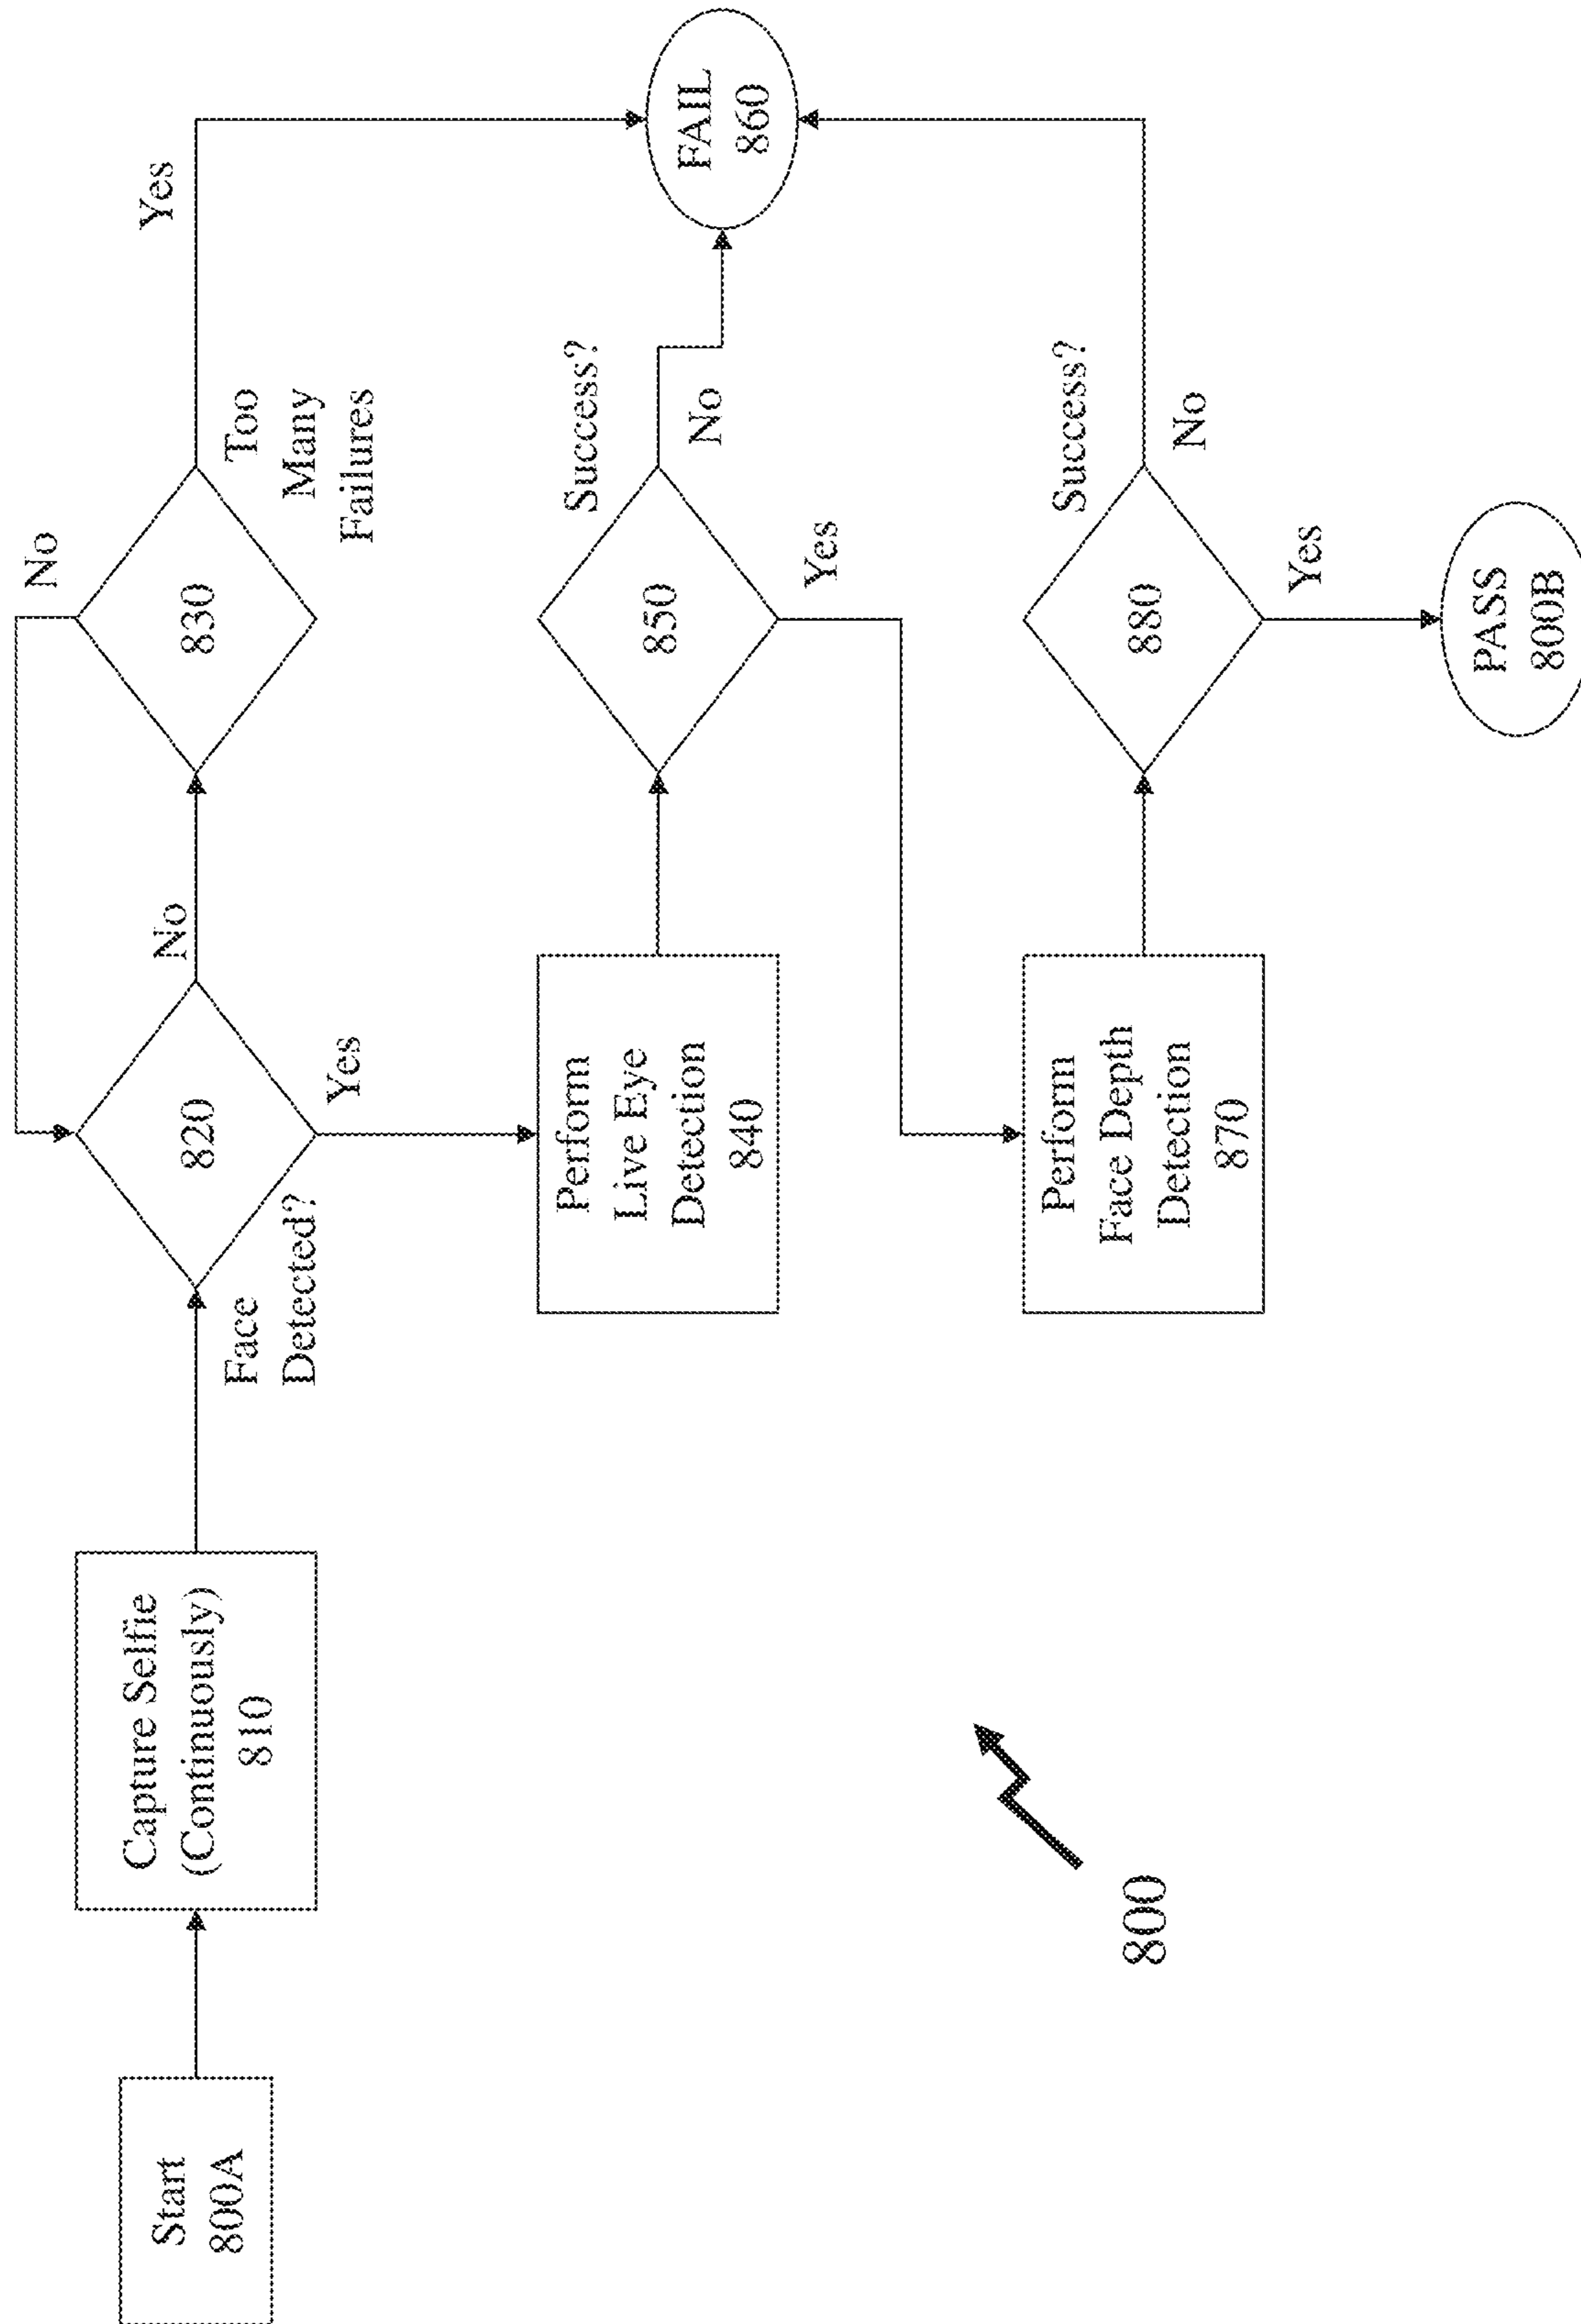 Start
800A
Capture Selfie
(Continuously)
810
Face
Detected?
820
No
Yes
830
No
Too
Many
Failures
Yes
Perform
Live Eye
Detection
840
850
Success?
No
Yes
FAIL
860
Perform
Face Depth
Detection
870
880
Success?
No
Yes
PASS
800B
800